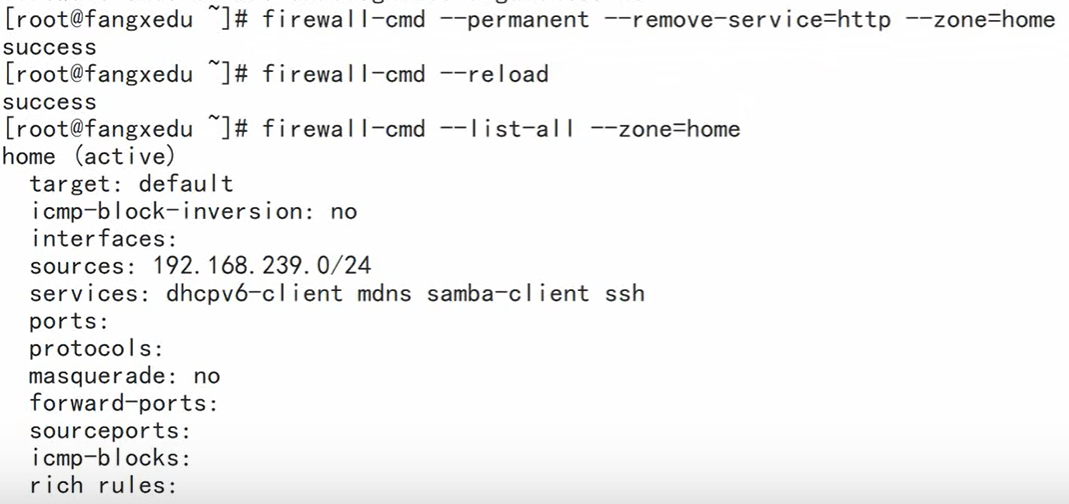 [root@fangxedu ~]# firewall-cmd --permanent --remove-service=http --zone=home
success
[root@fangxedu ~]# firewall-cmd --reload
success
[root@fangxedu ~]# firewall-cmd --list-all --zone=home
home (active)
  target: default
  icmp-block-inversion: no
  interfaces:
  sources: 192.168.239.0/24
  services: dhcpv6-client mdns samba-client ssh
  ports:
  protocols:
  masquerade: no
  forward-ports:
  sourceports:
  icmp-blocks:
  rich rules: